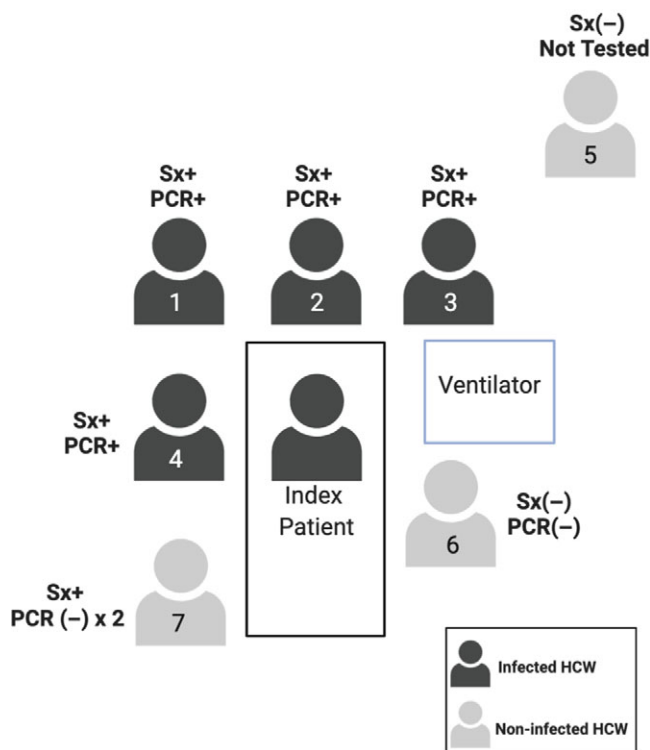 Sx(–)
Not Tested
5
Sx+
PCR+
Sx+
PCR+
Sx+
PCR+
1
2
3
Ventilator
Sx+
PCR+
4
Index
Patient
Sx(–)
PCR(–)
6
Sx+
PCR (–) x 2
7
Infected HCW
Non-infected HCW